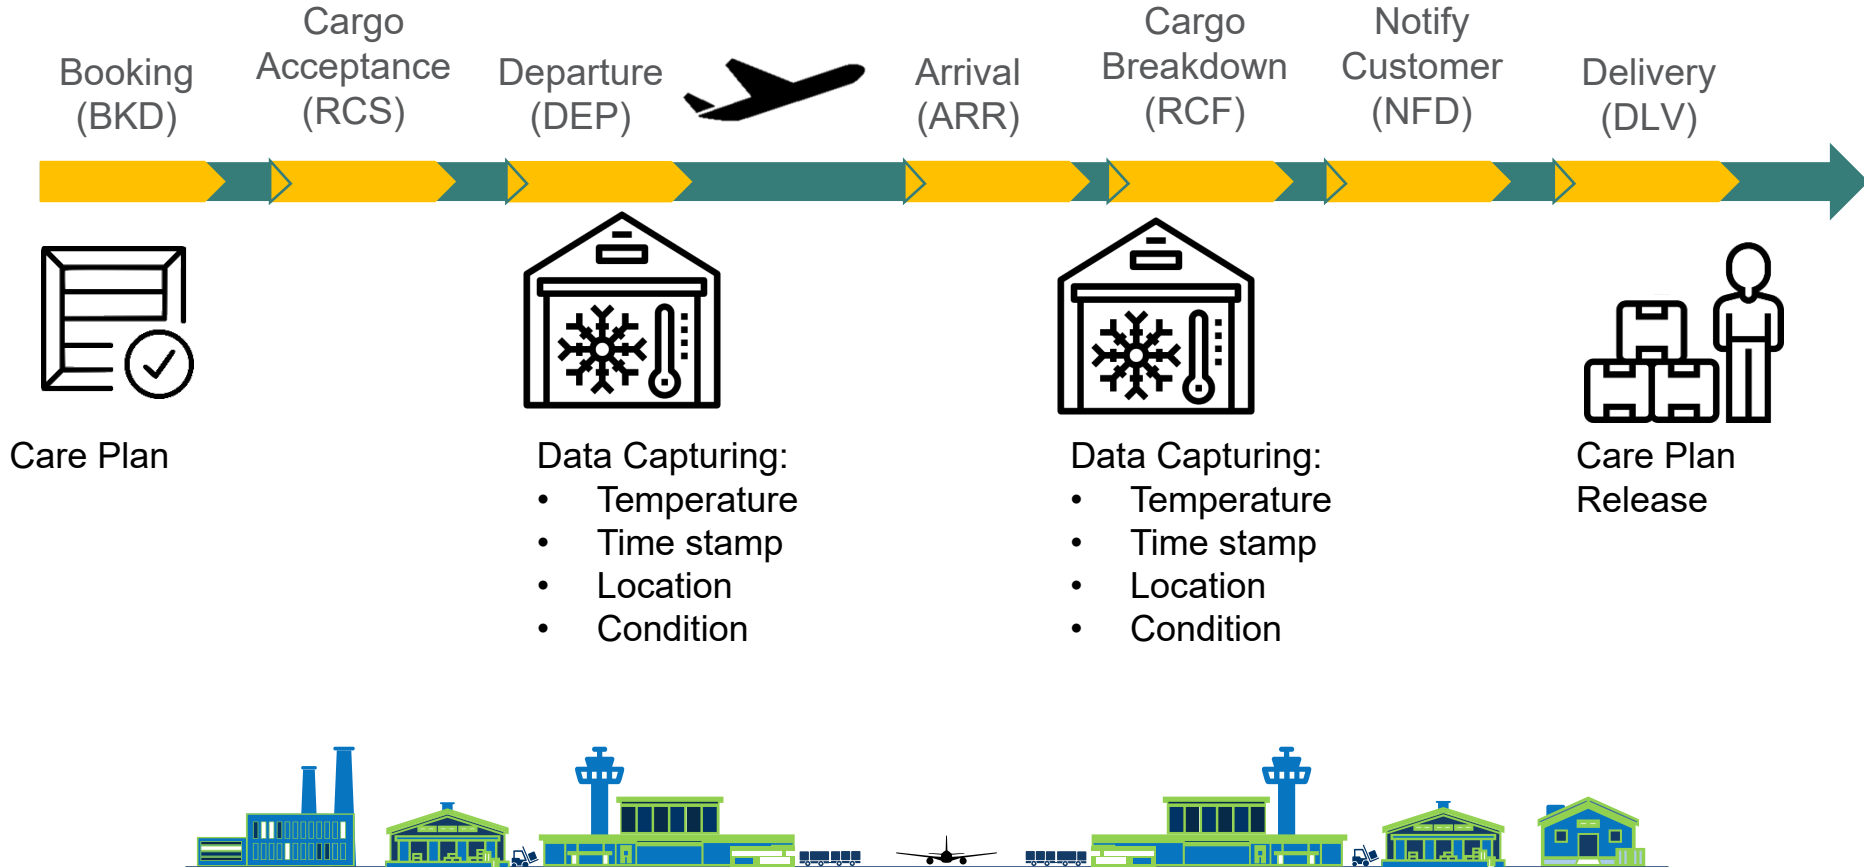 Booking
(BKD)
Cargo
Acceptance
(RCS)
Departure
(DEP)
Arrival
(ARR)
Cargo
Breakdown
(RCF)
Notify
Customer
(NFD)
Delivery
(DLV)
Care Plan
Data Capturing:
• Temperature
• Time stamp
• Location
• Condition
Data Capturing:
• Temperature
• Time stamp
• Location
• Condition
Care Plan
Release